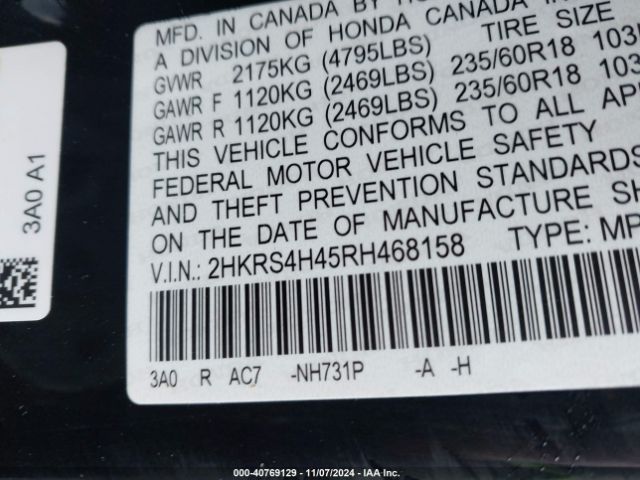 MFD. IN CANADA BY
A DIVISION OF HONDA CANADA
GVWR 2175KG (4795LBS) TIRE SIZE
GAWR F 1120KG (2469LBS) 235/60R18 103
GAWR R 1120KG (2469LBS) 235/60R18 103
THIS VEHICLE CONFORMS TO ALL
FEDERAL MOTOR VEHICLE SAFETY
AND THEFT PREVENTION STANDARDS
ON THE DATE OF MANUFACTURE
V.I.N.: 2HKRS4H45RH468158 TYPE: MP
3A0 R AC7 -NH731P -A -H
3A0 A1
000-40769129 - 11/07/2024 - IAA Inc.